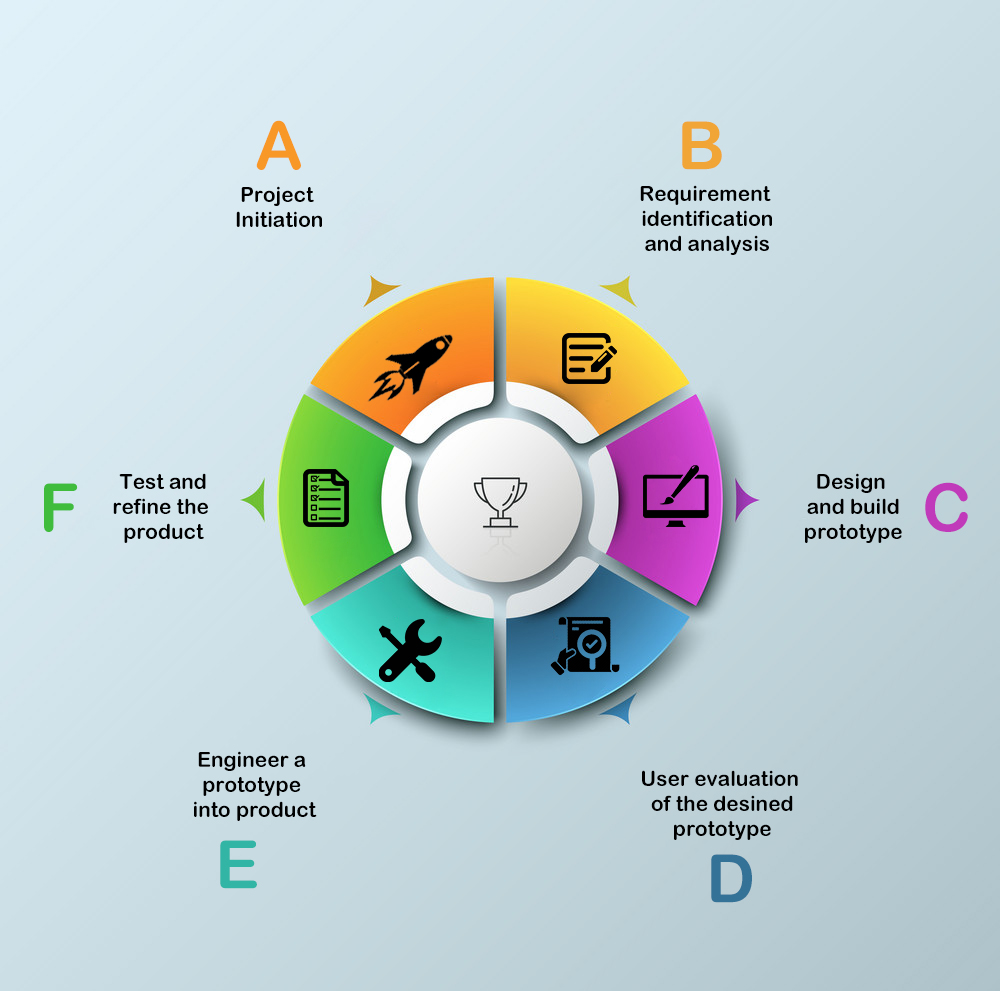 A
Project
Initiation
B
Requirement
identification
and analysis
C
Design
and build
prototype
D
User evaluation
of the desined
prototype
E
Engineer a
prototype
into product
F
Test and
refine the
product